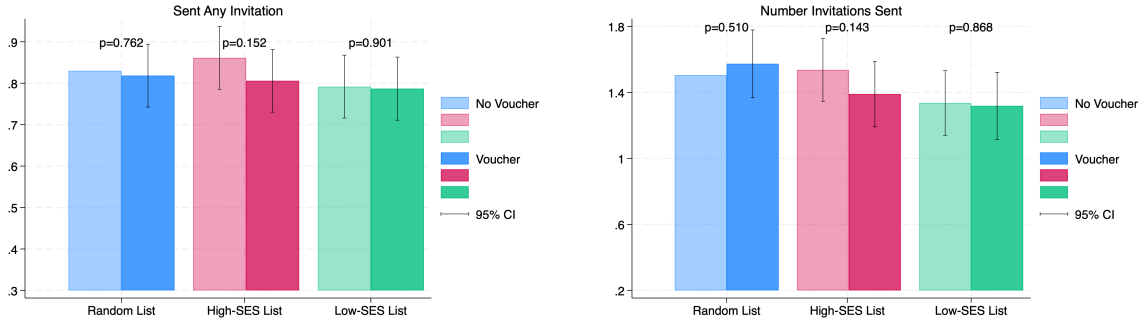 Sent Any Invitation
.9
.8
.7
.6
.5
.4
.3
p=0.762
p=0.152
p=0.901
Random List
High-SES List
Low-SES List
No Voucher
Voucher
95% CI
Number Invitations Sent
1.8
1.4
1
.6
.2
p=0.510
p=0.143
p=0.868
Random List
High-SES List
Low-SES List
No Voucher
Voucher
95% CI